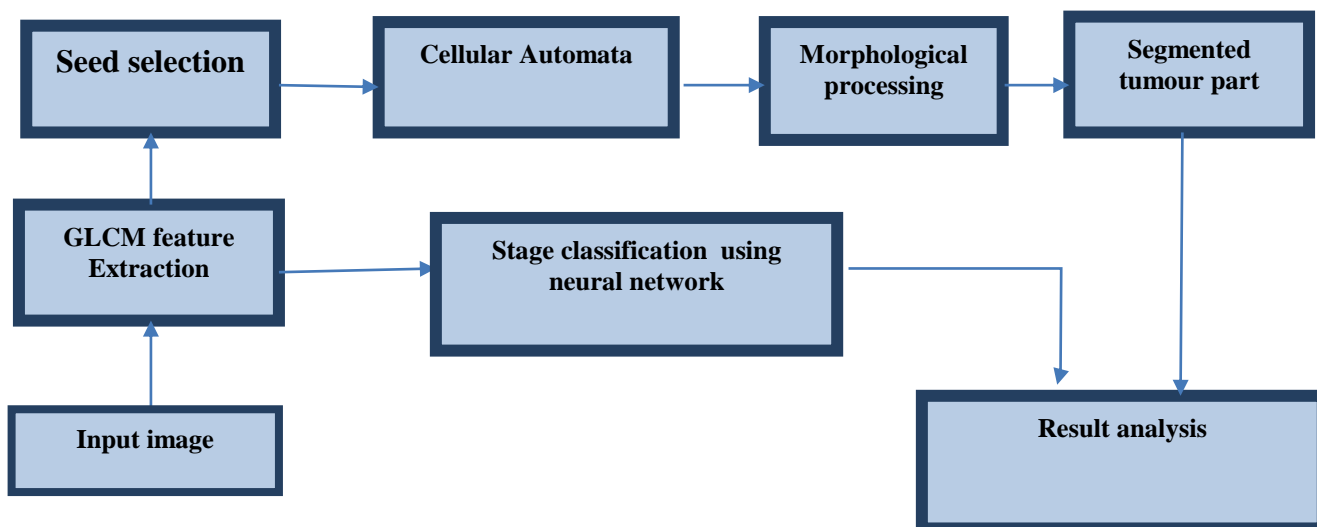 Seed selection
Cellular Automata
Morphological
processing
Segmented
tumour part
GLCM feature
Extraction
Stage classification using
neural network
Input image
Result analysis